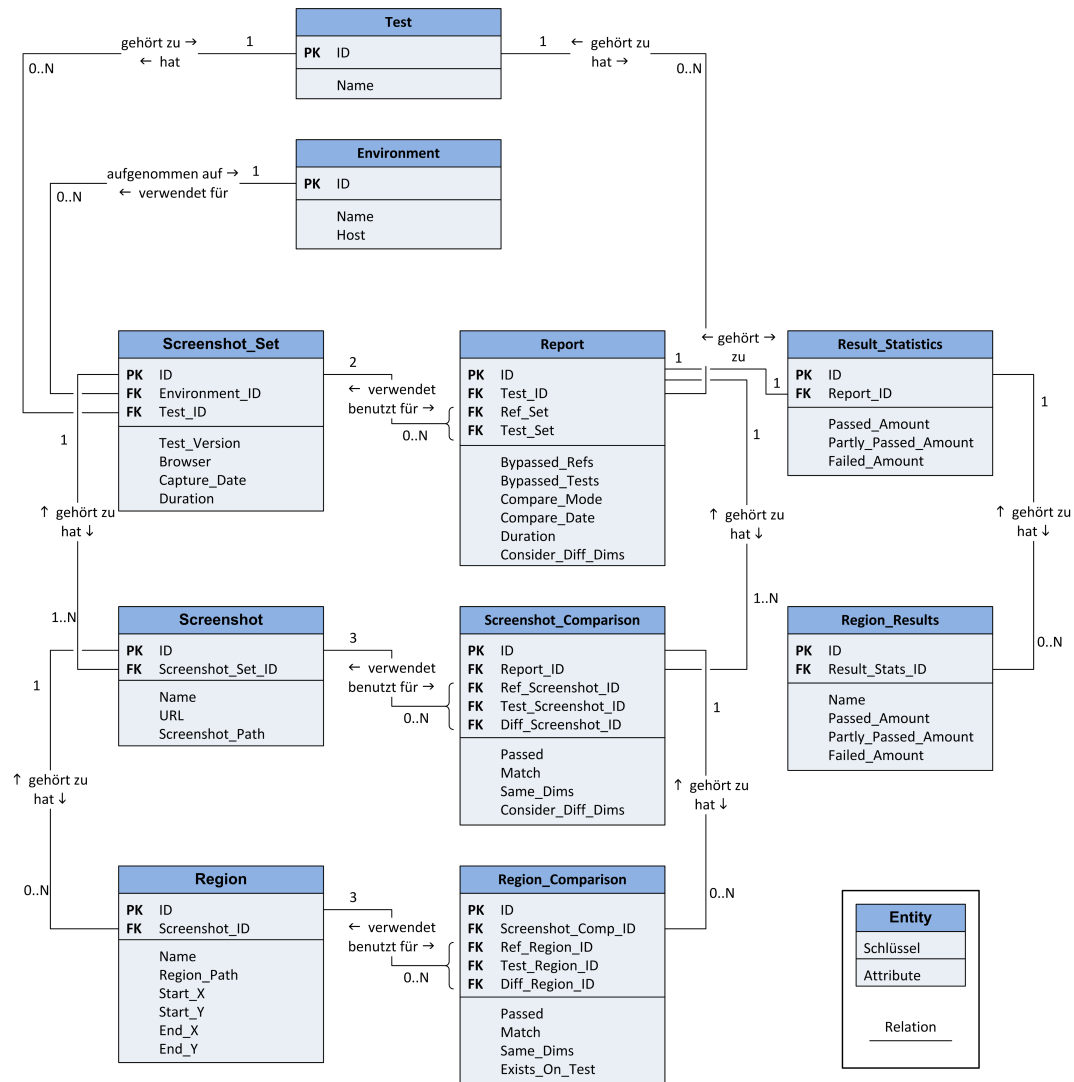 Test
PK ID
Name
gehört zu →
← hat
1
0..N
1
← gehört zu
hat →
0..N
Environment
PK ID
Name
Host
aufgenommen auf →
← verwendet für
1
0..N
Screenshot_Set
PK ID
FK Environment_ID
FK Test_ID
Test_Version
Browser
Capture_Date
Duration
2
← verwendet
benutzt für →
0..N
Report
PK ID
FK Test_ID
FK Ref_Set
FK Test_Set
Bypassed_Refs
Bypassed_Tests
Compare_Mode
Compare_Date
Duration
Consider_Diff_Dims
← gehört →
zu
1
1
Result_Statistics
PK ID
FK Report_ID
Passed_Amount
Partly_Passed_Amount
Failed_Amount
1
↑ gehört zu
hat ↓
1..N
1
↑ gehört zu
hat ↓
1..N
1
↑ gehört zu
hat ↓
0..N
Screenshot
PK ID
FK Screenshot_Set_ID
Name
URL
Screenshot_Path
3
← verwendet
benutzt für →
0..N
Screenshot_Comparison
PK ID
FK Report_ID
FK Ref_Screenshot_ID
FK Test_Screenshot_ID
FK Diff_Screenshot_ID
Passed
Match
Same_Dims
Consider_Diff_Dims
Region_Results
PK ID
FK Result_Stats_ID
Name
Passed_Amount
Partly_Passed_Amount
Failed_Amount
1
↑ gehört zu
hat ↓
0..N
1
↑ gehört zu
hat ↓
0..N
Region
PK ID
FK Screenshot_ID
Name
Region_Path
Start_X
Start_Y
End_X
End_Y
3
← verwendet
benutzt für →
0..N
Region_Comparison
PK ID
FK Screenshot_Comp_ID
FK Ref_Region_ID
FK Test_Region_ID
FK Diff_Region_ID
Passed
Match
Same_Dims
Exists_On_Test
Entity
Schlüssel
Attribute
Relation